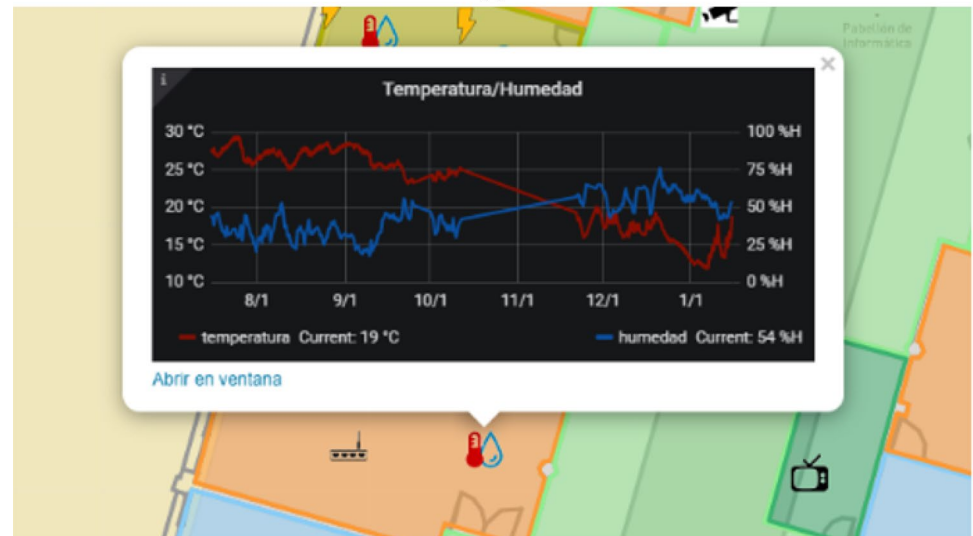 Pabellón de
Informática
×
i
Temperatura/Humedad
30 °C
100 %H
25 °C
75 %H
20 °C
50 %H
15 °C
25 %H
10 °C
0 %H
8/1
9/1
10/1
11/1
12/1
1/1
temperatura Current: 19 °C
humedad Current: 54 %H
Abrir en ventana